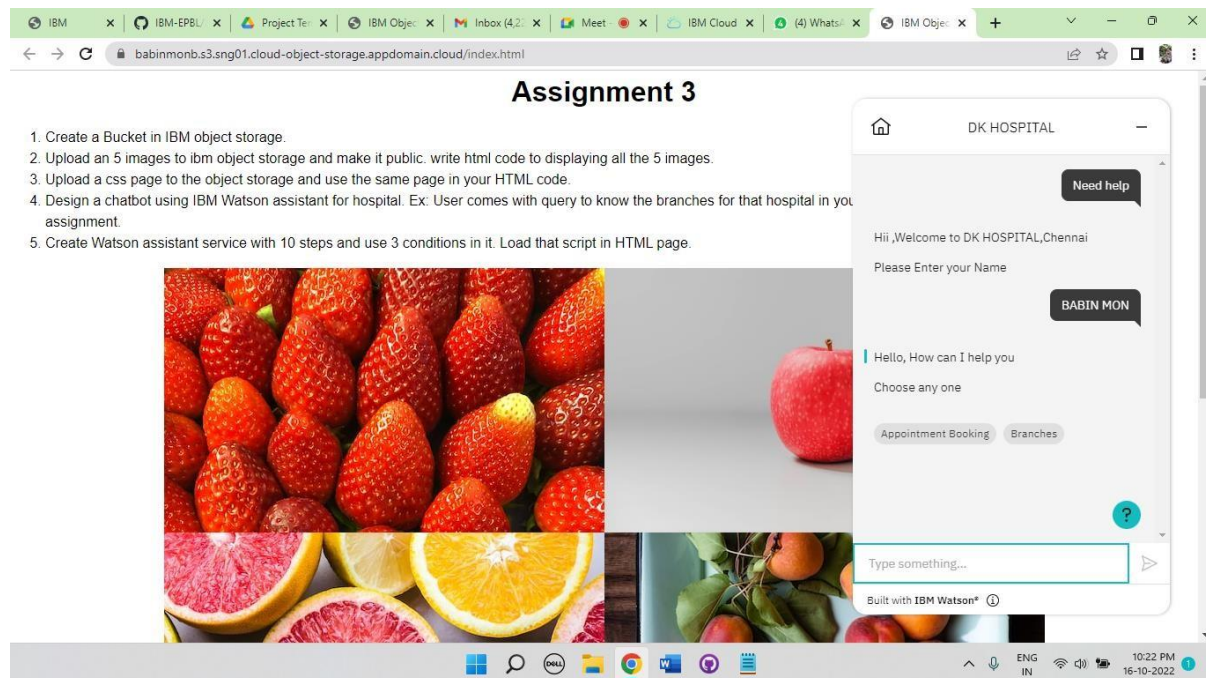 IBM
IBM-EPBL/
Project Ter
IBM Objec
Inbox (4,2
Meet -
IBM Cloud
(4) WhatsA
IBM Objec
babinmonb.s3.sng01.cloud-object-storage.appdomain.cloud/index.html
Assignment 3
1. Create a Bucket in IBM object storage.
2. Upload an 5 images to ibm object storage and make it public. write html code to displaying all the 5 images.
3. Upload a css page to the object storage and use the same page in your HTML code.
4. Design a chatbot using IBM Watson assistant for hospital. Ex: User comes with query to know the branches for that hospital in you
assignment.
5. Create Watson assistant service with 10 steps and use 3 conditions in it. Load that script in HTML page.
DK HOSPITAL
Need help
Hii ,Welcome to DK HOSPITAL,Chennai
Please Enter your Name
BABIN MON
Hello, How can I help you
Choose any one
Appointment Booking Branches
?
Type something...
Built with IBM Watson®
DELL
ENG
IN
10:22 PM
16-10-2022
1